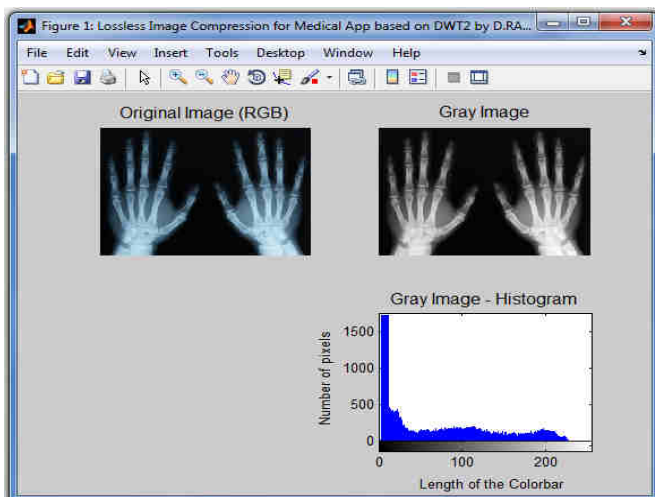 Figure 1: Lossless Image Compression for Medical App based on DWT2 by D.RA...
File Edit View Insert Tools Desktop Window Help
Original Image (RGB)
Gray Image
Gray Image - Histogram
Number of pixels
1500
1000
500
0
0 100 200
Length of the Colorbar